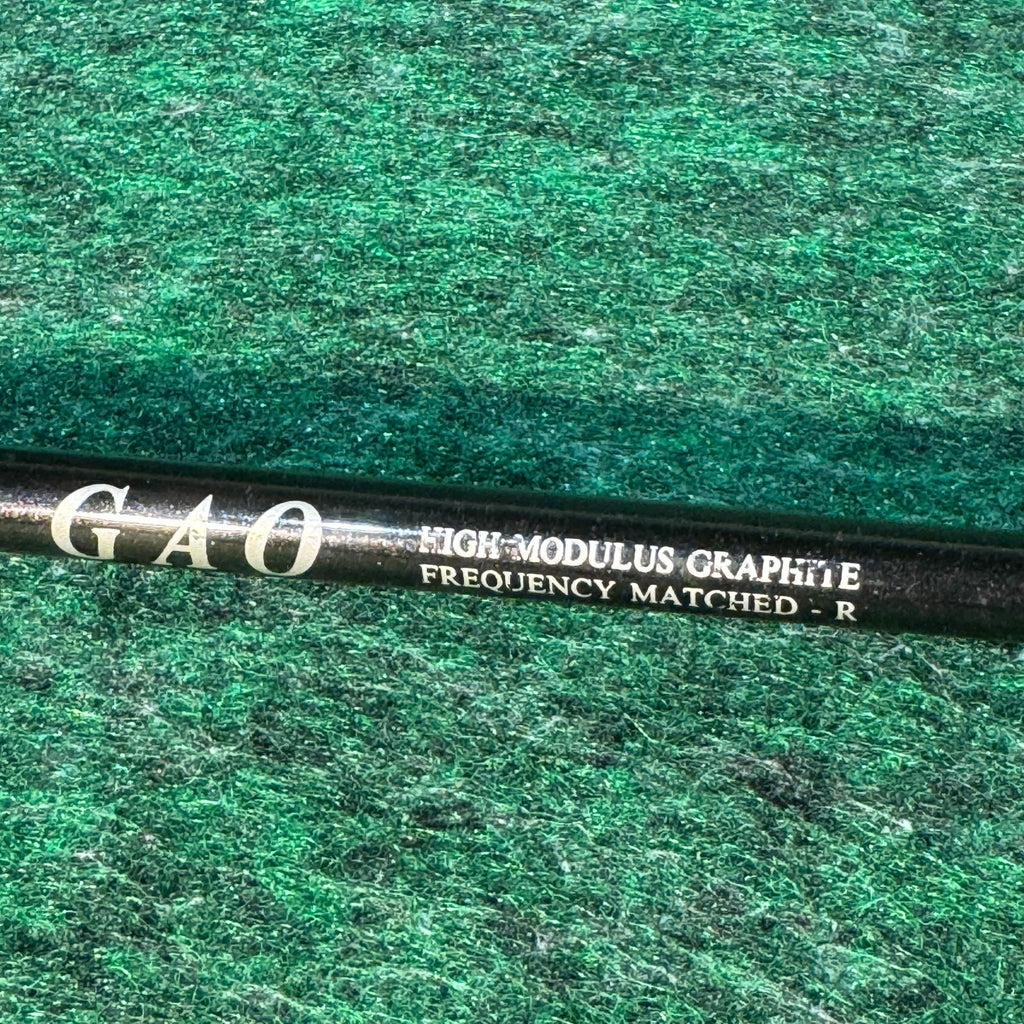 GAO
HIGH MODULUS GRAPHITE
FREQUENCY MATCHED - R